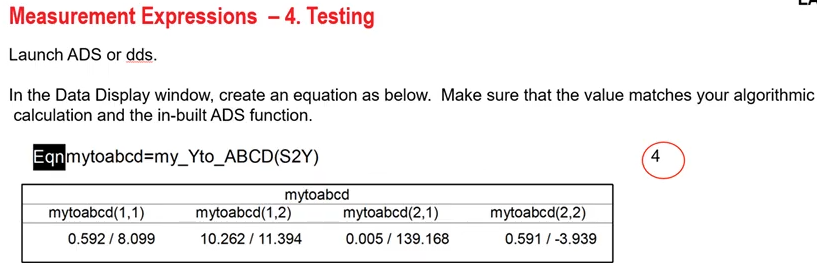 LA
Measurement Expressions – 4. Testing
Launch ADS or dds.
In the Data Display window, create an equation as below. Make sure that the value matches your algorithmic
calculation and the in-built ADS function.
Eqn mytoabcd=my_Yto_ABCD(S2Y)
4
mytoabcd
mytoabcd(1,1) mytoabcd(1,2) mytoabcd(2,1) mytoabcd(2,2)
0.592 / 8.099 10.262 / 11.394 0.005 / 139.168 0.591 / -3.939